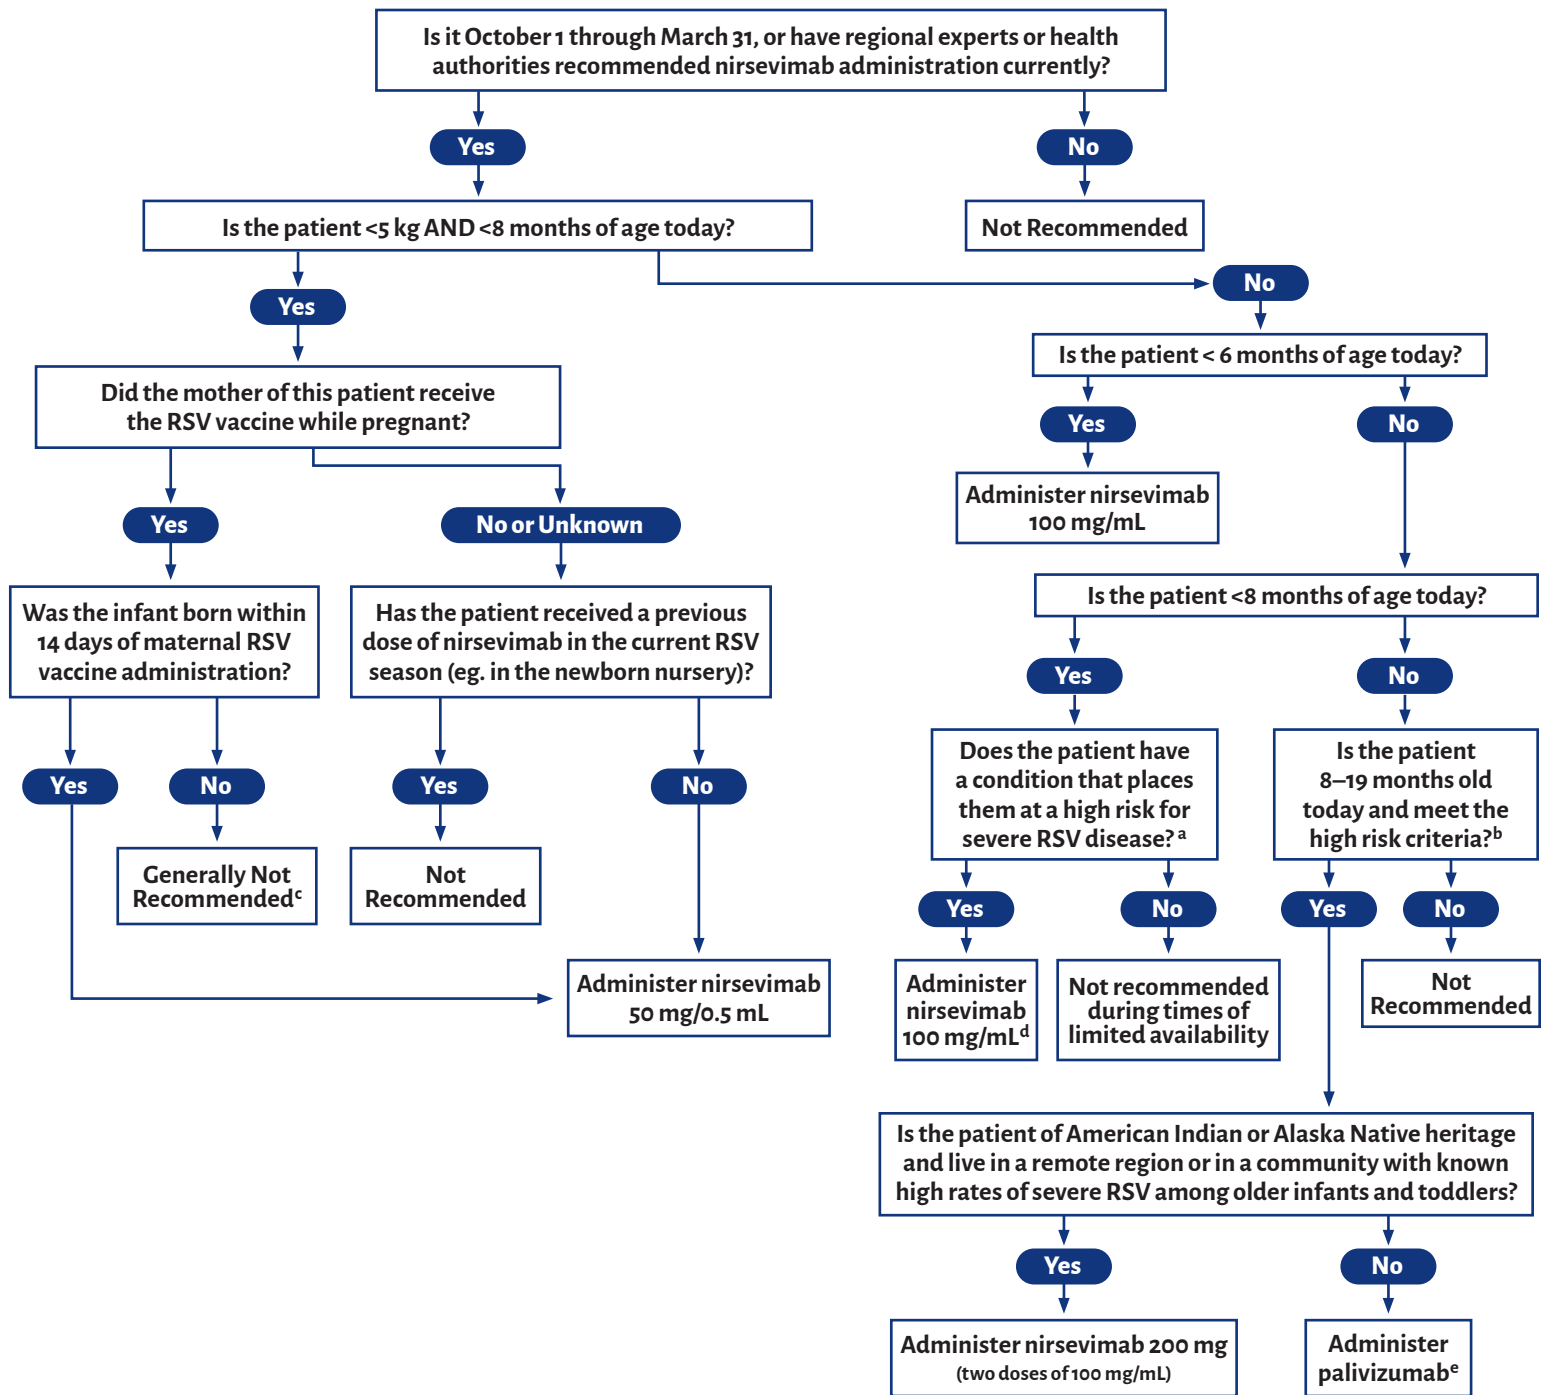 Is it October 1 through March 31, or have regional experts or health
authorities recommended nirsevimab administration currently?
Yes
No
Is the patient <5 kg AND <8 months of age today?
Not Recommended
Yes
No
Is the patient < 6 months of age today?
Did the mother of this patient receive
the RSV vaccine while pregnant?
Yes
No
Administer nirsevimab
100 mg/mL
Yes
No or Unknown
Is the patient <8 months of age today?
Was the infant born within
14 days of maternal RSV
vaccine administration?
Has the patient received a previous
dose of nirsevimab in the current RSV
season (eg. in the newborn nursery)?
Yes
No
Does the patient have
a condition that places
them at a high risk for
severe RSV disease? a
Is the patient
8–19 months old
today and meet the
high risk criteria?b
Yes
No
Yes
No
Generally Not
Recommendedc
Not
Recommended
Yes
No
Yes
No
Administer nirsevimab
50 mg/0.5 mL
Administer
nirsevimab
100 mg/mLd
Not recommended
during times of
limited availability
Not
Recommended
Is the patient of American Indian or Alaska Native heritage
and live in a remote region or in a community with known
high rates of severe RSV among older infants and toddlers?
Yes
No
Administer nirsevimab 200 mg
(two doses of 100 mg/mL)
Administer
palivizumabe